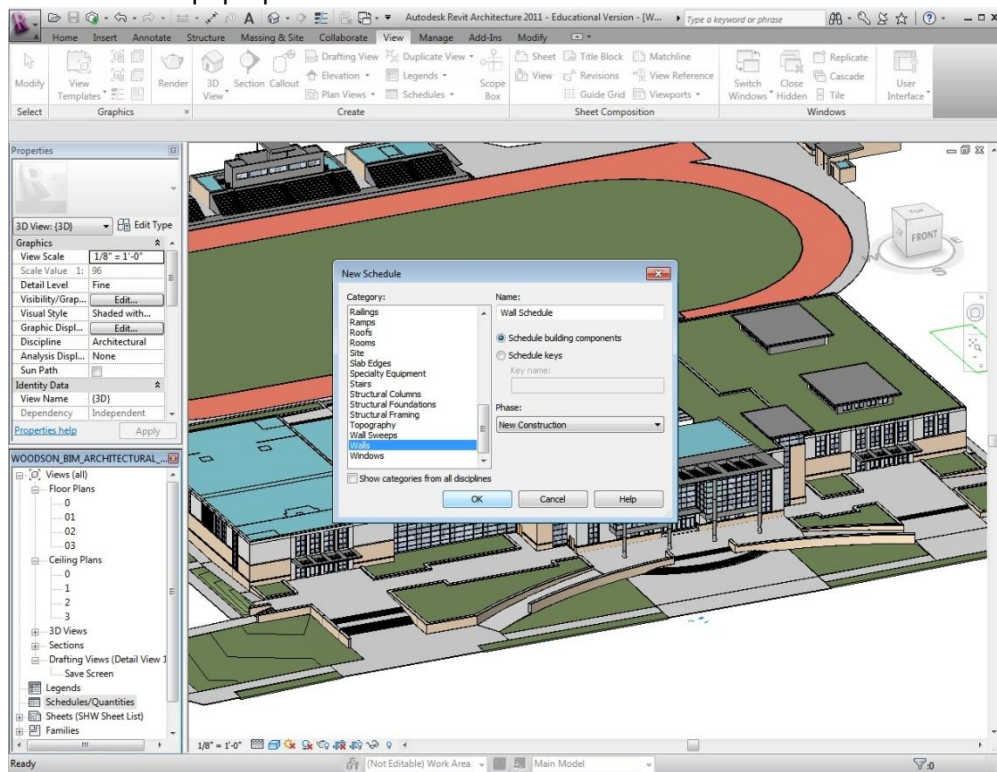 Autodesk Revit Architecture 2011 - Educational Version - [W...
Type a keyword or phrase
Home Insert Annotate Structure Massing & Site Collaborate View Manage Add-Ins Modify
Modify
View Templates
Render
3D View
Section
Callout
Drafting View
Elevation
Plan Views
Duplicate View
Legends
Schedules
Scope Box
Sheet
View
Title Block
Revisions
Guide Grid
Matchline
View Reference
Viewports
Switch Windows
Close Hidden
Replicate
Cascade
Tile
User Interface
Select Graphics Create Sheet Composition Windows
Properties
3D View: {3D} Edit Type
Graphics
View Scale 1/8" = 1'-0"
Scale Value 1: 96
Detail Level Fine
Visibility/Grap... Edit...
Visual Style Shaded with...
Graphic Displ... Edit...
Discipline Architectural
Analysis Displ... None
Sun Path
Identity Data
View Name {3D}
Dependency Independent
Properties help Apply
WOODSON_BIM_ARCHITECTURAL_...
Views (all)
Floor Plans
0
01
02
03
Ceiling Plans
0
1
2
3
3D Views
Sections
Drafting Views (Detail View 1
Save Screen
Legends
Schedules/Quantities
Sheets (SHW Sheet List)
Families
New Schedule
Category:
Railings
Ramps
Roofs
Rooms
Site
Slab Edges
Specialty Equipment
Stairs
Structural Columns
Structural Foundations
Structural Framing
Topography
Wall Sweeps
Walls
Windows
Show categories from all disciplines
Name:
Wall Schedule
Schedule building components
Schedule keys
Key name:
Phase:
New Construction
OK Cancel Help
FRONT
1/8" = 1'-0"
Ready
(Not Editable) Work Area
Main Model
:0